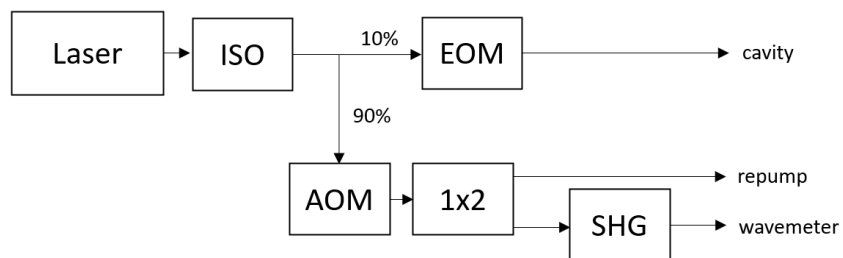 Laser
ISO
10%
EOM
cavity
90%
AOM
1x2
repump
SHG
wavemeter